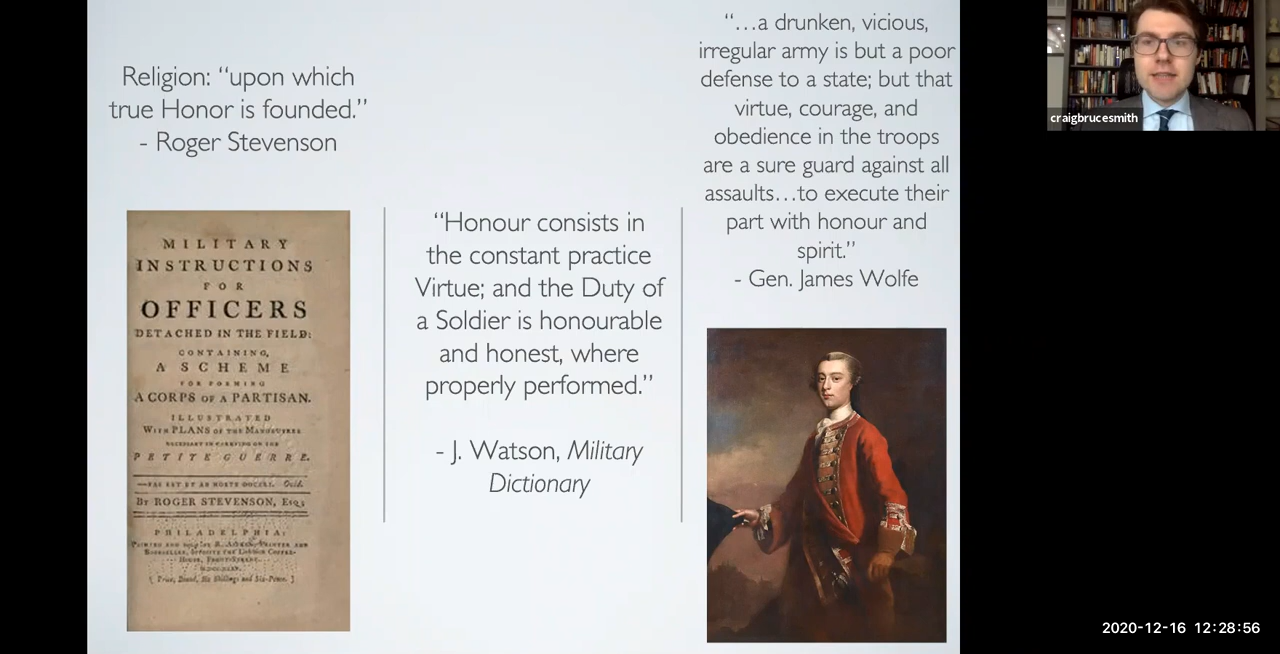 Religion: “upon which
true Honor is founded.”
- Roger Stevenson
MILITARY
INSTRUCTIONS
FOR
OFFICERS
DETACHED IN THE FIELD:
CONTAINING,
A SCHEME
FOR FORMING
A CORPS OF A PARTISAN.
ILLUSTRATED
WITH PLANS OF THE MANOEUVRES
NECESSARY IN CARRYING ON THE
PETITE GUERRE.
By ROGER STEVENSON, Esq;
PHILADELPHIA:
“Honour consists in
the constant practice
Virtue; and the Duty of
a Soldier is honourable
and honest, where
properly performed.”
- J. Watson, Military
Dictionary
“…a drunken, vicious,
irregular army is but a poor
defense to a state; but that
virtue, courage, and
obedience in the troops
are a sure guard against all
assaults…to execute their
part with honour and
spirit.”
- Gen. James Wolfe
craigbrucesmith
2020-12-16 12:28:56